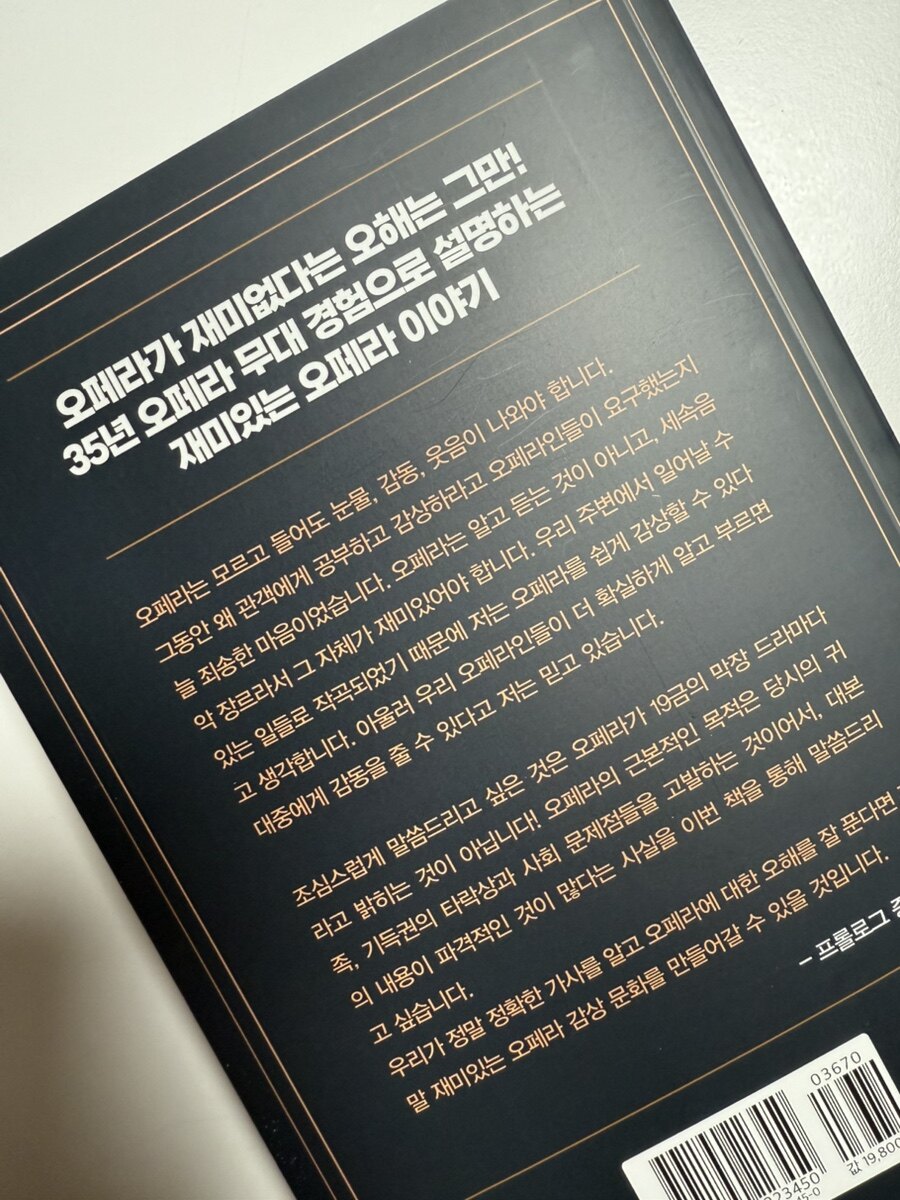 오페라가 재미없다는 오해는 그만!
35년 오페라 무대 경험으로 설명하는
재미있는 오페라 이야기
오페라는 모르고 들어도 눈물, 감동, 웃음이 나와야 합니다.
그동안 왜 관객에게 공부하고 감상하라고 오페라인들이 요구했는지
늘 죄송한 마음이었습니다. 오페라는 알고 듣는 것이 아니고, 세속음
악 장르라서 그 자체가 재미있어야 합니다. 우리 주변에서 일어날 수
있는 일들로 작곡되었기 때문에 저는 오페라를 쉽게 감상할 수 있다
고 생각합니다. 아울러 우리 오페라인들이 더 확실하게 알고 부르면
대중에게 감동을 줄 수 있다고 저는 믿고 있습니다.
조심스럽게 말씀드리고 싶은 것은 오페라가 19금의 막장 드라마다
라고 밝히는 것이 아닙니다! 오페라의 근본적인 목적은 당시의 귀
족, 기득권의 타락상과 사회 문제점들을 고발하는 것이어서, 대본
의 내용이 파격적인 것이 많다는 사실을 이번 책을 통해 말씀드리
고 싶습니다.
우리가 정말 정확한 가사를 알고 오페라에 대한 오해를 잘 푼다면
말 재미있는 오페라 감상 문화를 만들어갈 수 있을 것입니다.
- 프롤로그 중
03670
값 19,800
23450
45-0